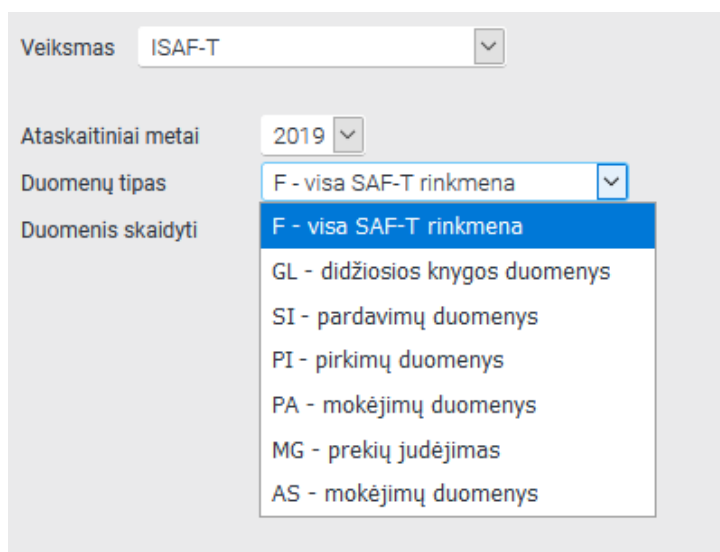 Veiksmas ISAF-T
Ataskaitiniai metai 2019
Duomenų tipas F - visa SAF-T rinkmena
Duomenis skaidyti
F - visa SAF-T rinkmena
GL - didžiosios knygos duomenys
SI - pardavimų duomenys
PI - pirkimų duomenys
PA - mokėjimų duomenys
MG - prekių judėjimas
AS - mokėjimų duomenys